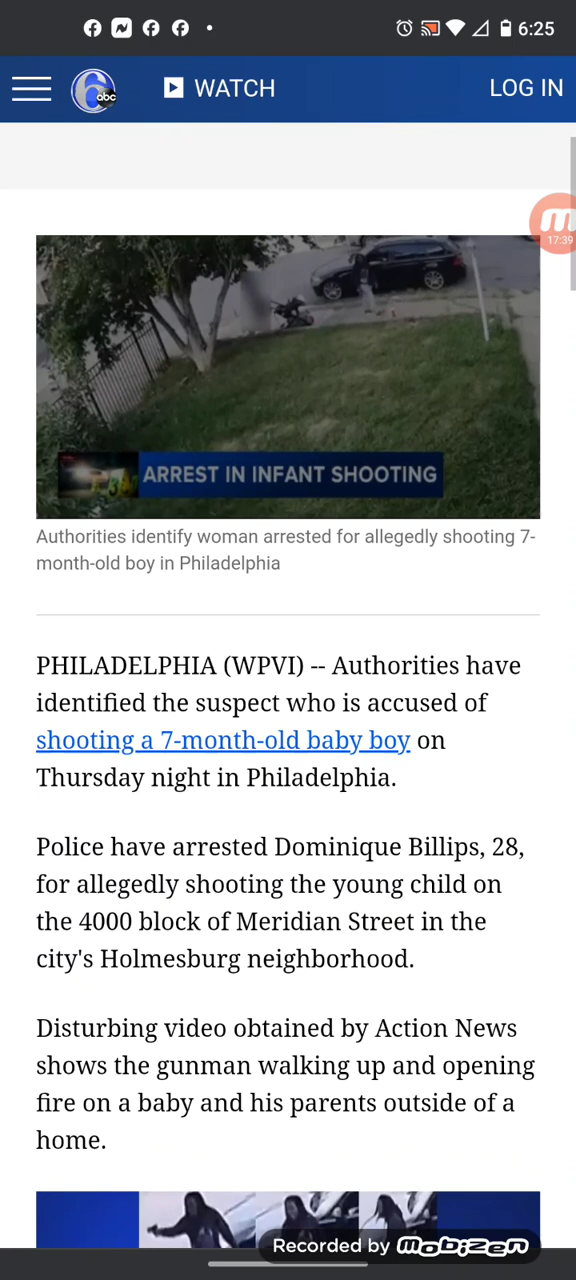 6:25
6 abc
WATCH
LOG IN
17:39
ARREST IN INFANT SHOOTING
Authorities identify woman arrested for allegedly shooting 7-
month-old boy in Philadelphia
PHILADELPHIA (WPVI) -- Authorities have
identified the suspect who is accused of
shooting a 7-month-old baby boy on
Thursday night in Philadelphia.
Police have arrested Dominique Billips, 28,
for allegedly shooting the young child on
the 4000 block of Meridian Street in the
city's Holmesburg neighborhood.
Disturbing video obtained by Action News
shows the gunman walking up and opening
fire on a baby and his parents outside of a
home.
Recorded by mobizen